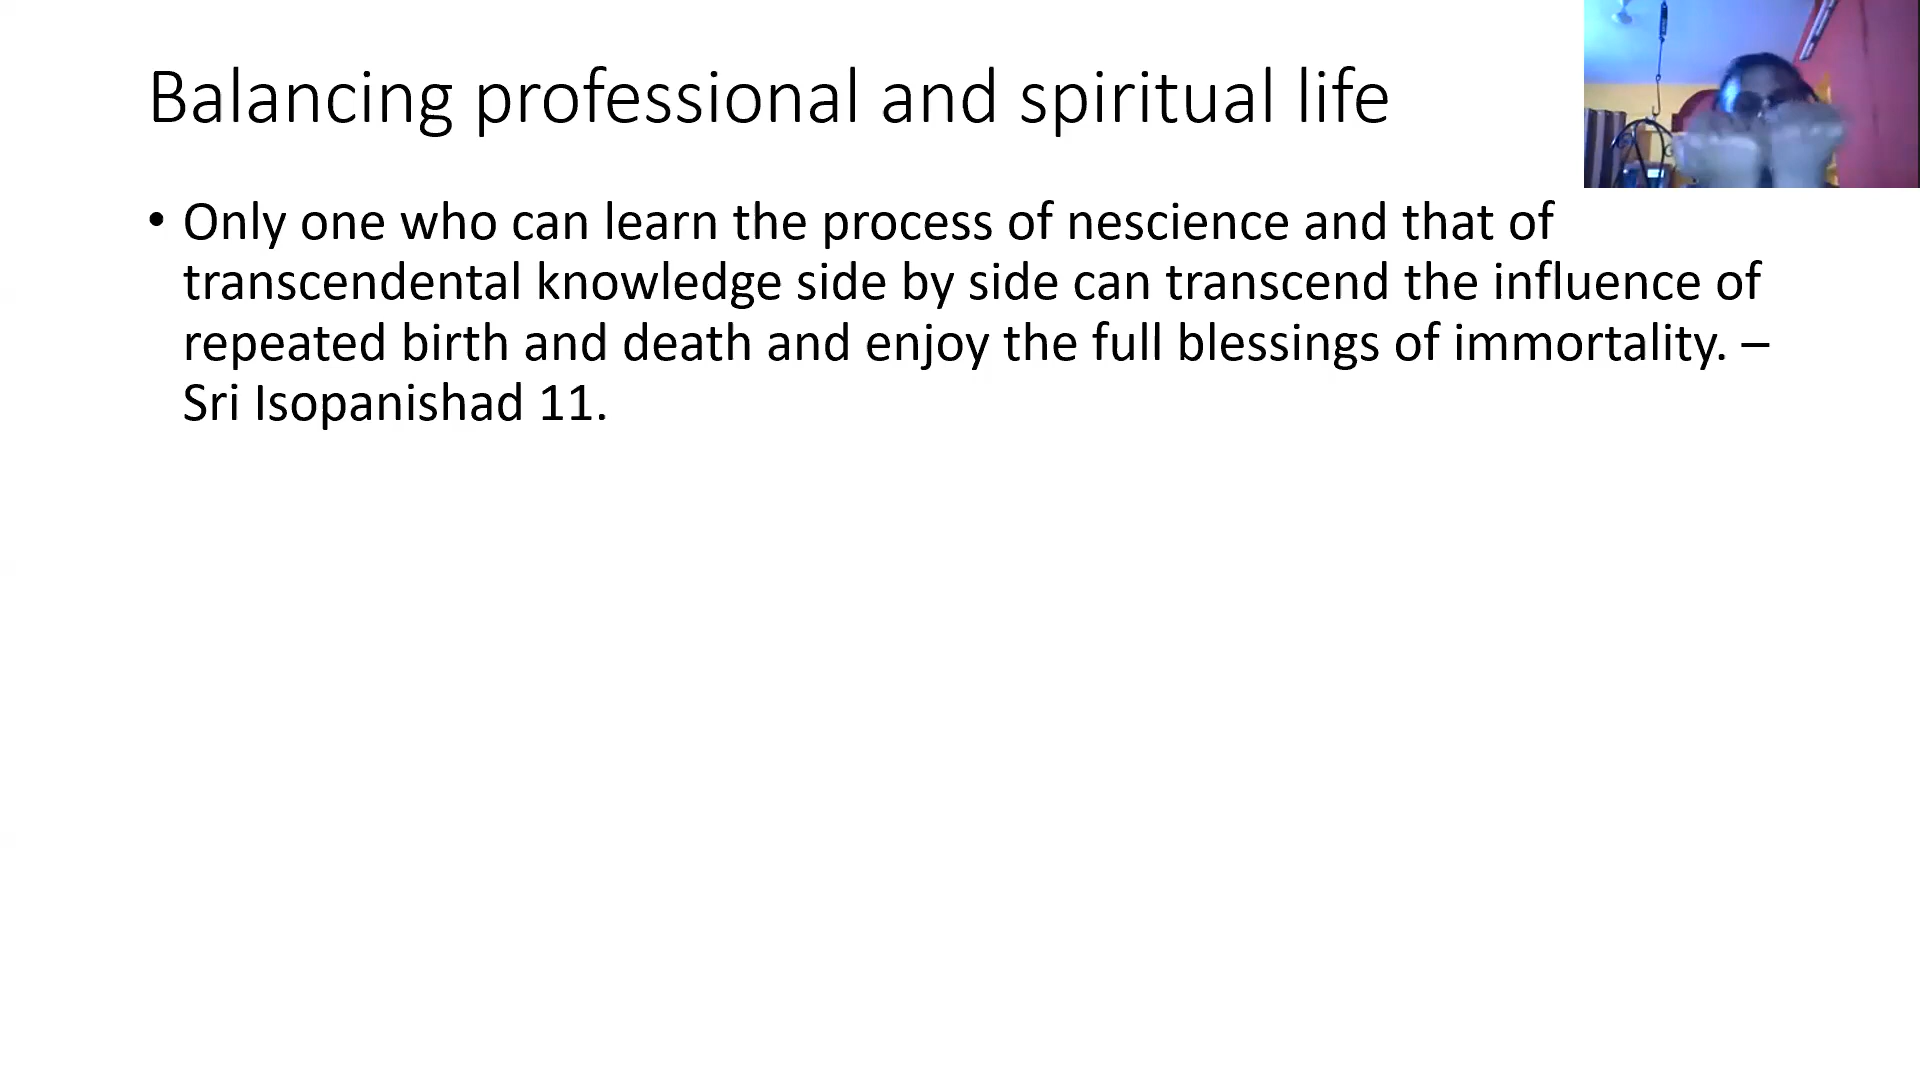 Balancing professional and spiritual life
• Only one who can learn the process of nescience and that of
transcendental knowledge side by side can transcend the influence of
repeated birth and death and enjoy the full blessings of immortality. –
Sri Isopanishad 11.